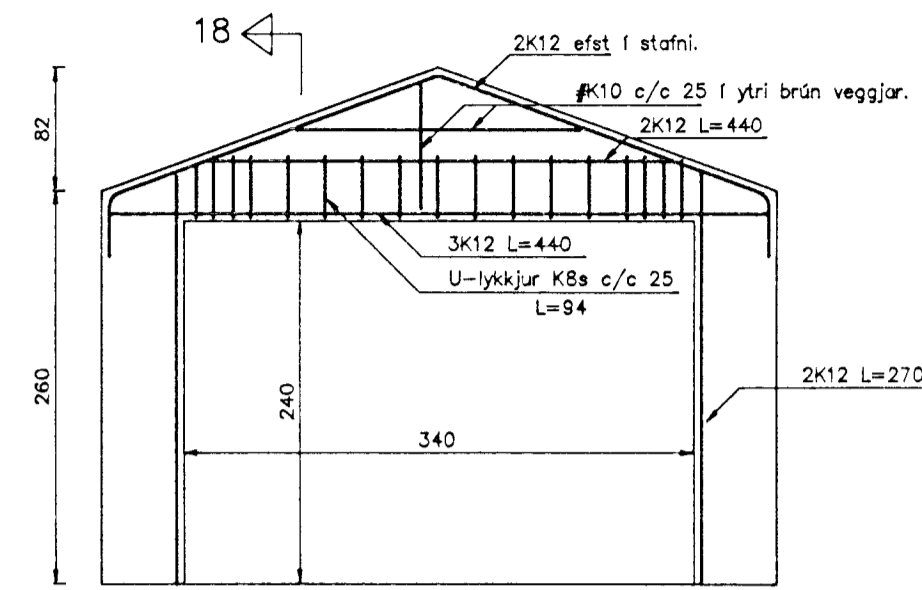 18
2K12 efst í stafni.
#K10 c/c 25 í ytri brún veggjar.
2K12 L=440
82
3K12 L=440
U-lykkjur K8s c/c 25
L=94
2K12 L=270
260
240
340